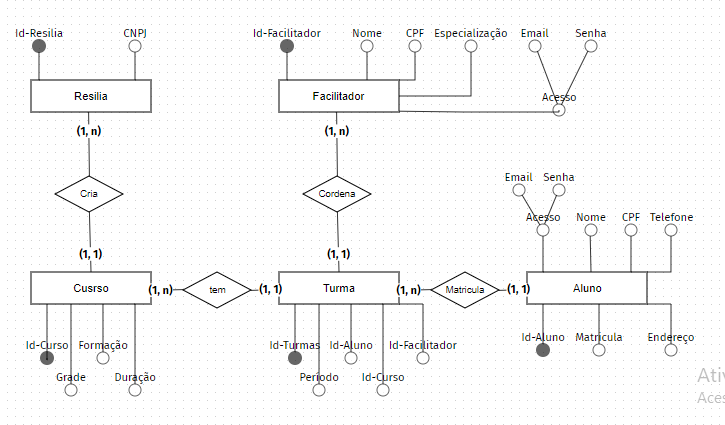 Id-Resilia
CNPJ
Id-Facilitador
Nome
CPF
Especialização
Email
Senha
Resilia
Facilitador
Acesso
(1, n)
(1, n)
Cria
Cordena
Email
Senha
Acesso
Nome
CPF
Telefone
(1, 1)
(1, 1)
Cusrso
(1, n)
tem
(1, 1)
Turma
(1, n)
Matricula
(1, 1)
Aluno
Id-Curso
Formação
Id-Turmas
Id-Aluno
Id-Facilitador
Id-Aluno
Matricula
Endereço
Grade
Duração
Período
Id-Curso
Ativ
Aces